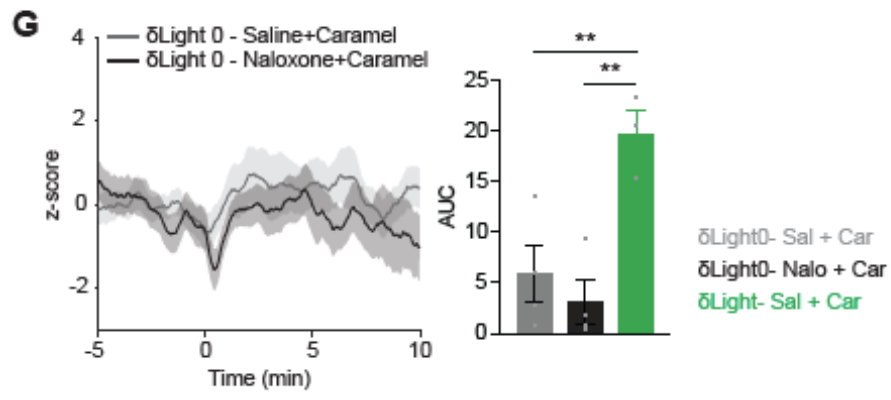 G
δLight 0 - Saline+Caramel
δLight 0 - Naloxone+Caramel
4
2
0
-2
z-score
-5
0
5
10
Time (min)
**
**
25
20
15
10
5
0
AUC
δLight0- Sal + Car
δLight0- Nalo + Car
δLight- Sal + Car